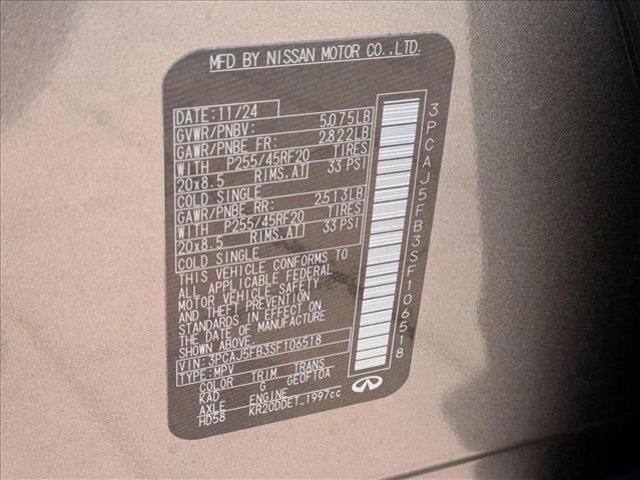 MFD BY NISSAN MOTOR CO.,LTD.
DATE:11/24
GVWR/PNBV: 5,075LB
GAWR/PNBE FR: 2,822LB
WITH P255/45RF20 TIRES
20x8.5 RIMS.AT 33 PSI
COLD SINGLE
GAWR/PNBE RR: 2,513LB
WITH P255/45RF20 TIRES
20x8.5 RIMS.AT 33 PSI
COLD SINGLE
THIS VEHICLE CONFORMS TO
ALL APPLICABLE FEDERAL
MOTOR VEHICLE SAFETY
AND THEFT PREVENTION
STANDARDS IN EFFECT ON
THE DATE OF MANUFACTURE
SHOWN ABOVE.
VIN:3PCAJ5FB3SF106518
TYPE:MPV
COLOR TRIM TRANS
KAD G GE0F10A
AXLE ENGINE
HD58 KR20DDET_1997cc
3PCAJ5FB3SF106518